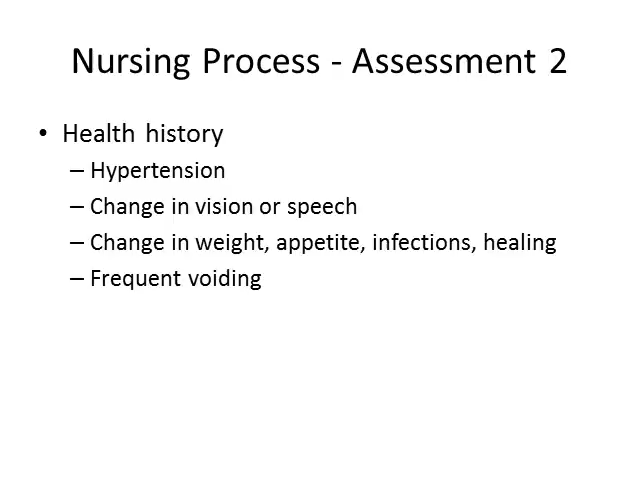 Nursing Process - Assessment 2
• Health history
– Hypertension
– Change in vision or speech
– Change in weight, appetite, infections, healing
– Frequent voiding